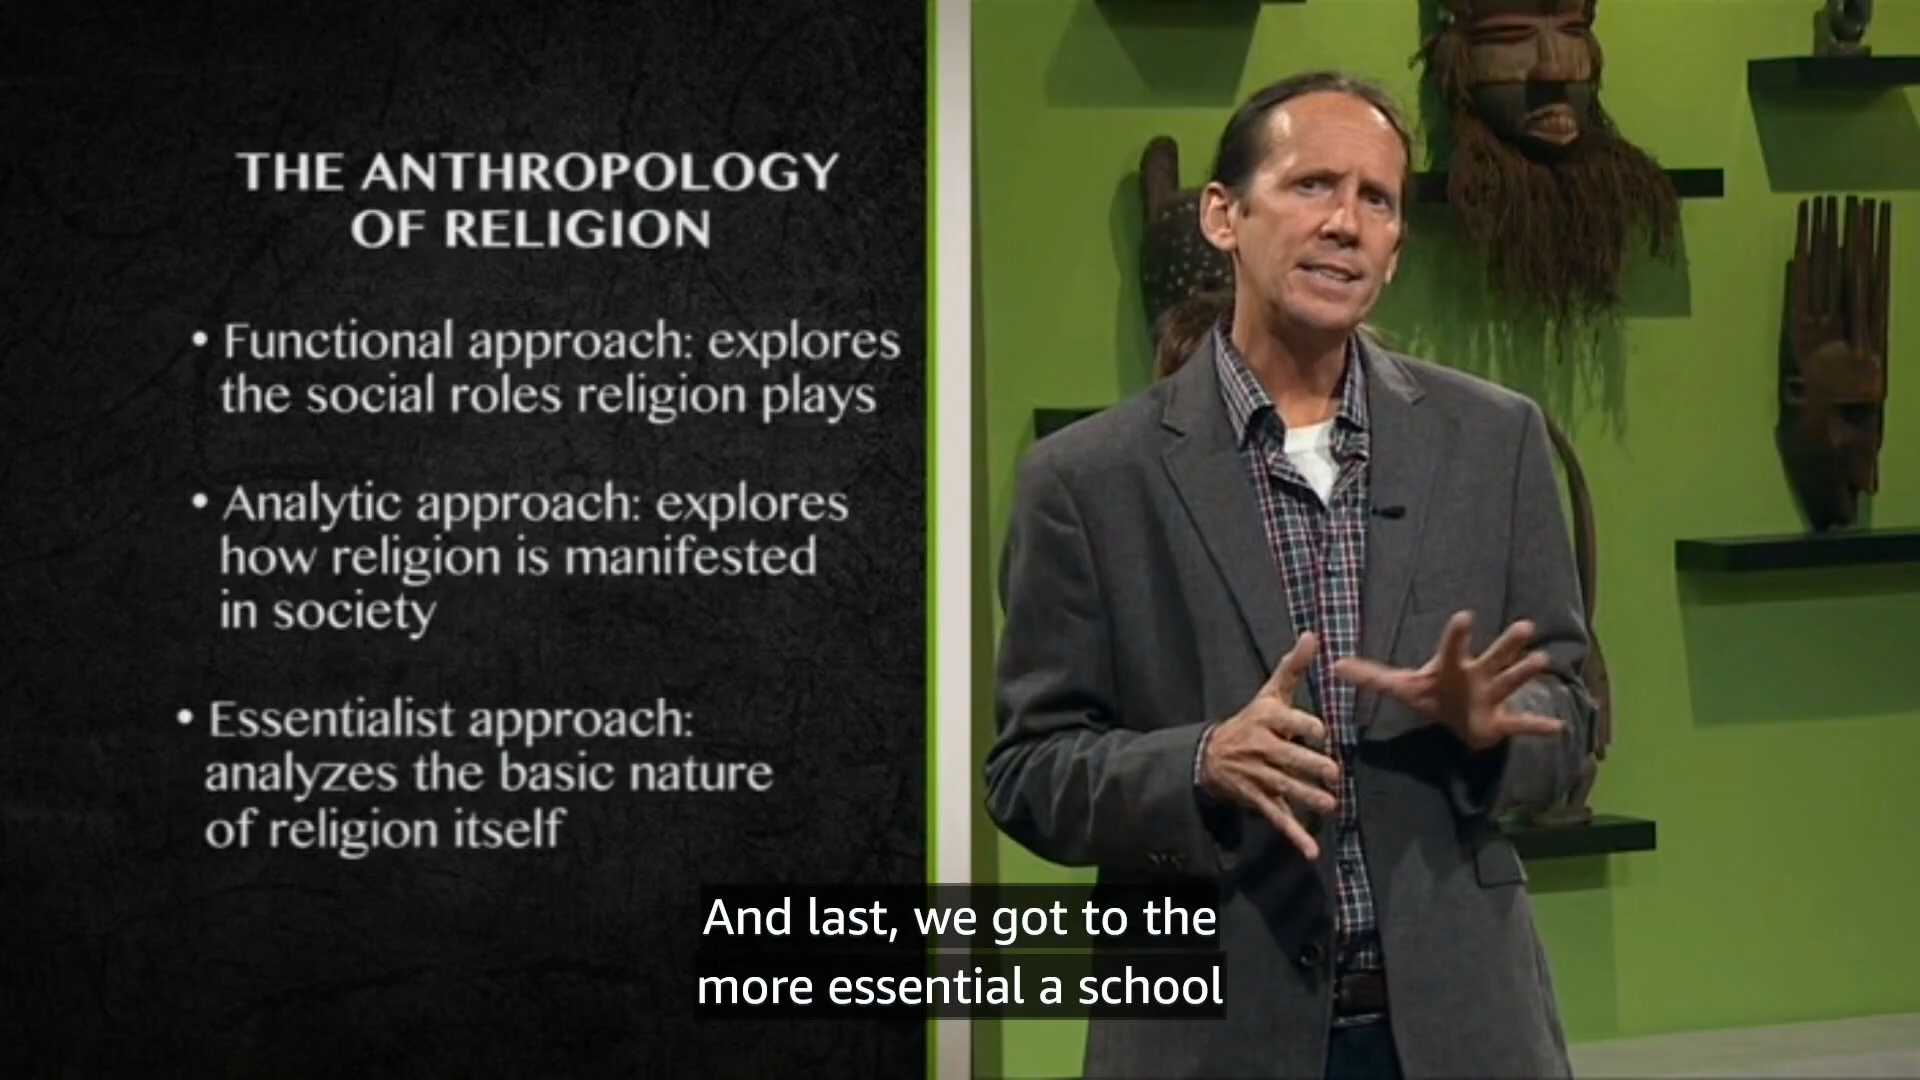 THE ANTHROPOLOGY
OF RELIGION
• Functional approach: explores
the social roles religion plays
• Analytic approach: explores
how religion is manifested
in society
• Essentialist approach:
analyzes the basic nature
of religion itself
And last, we got to the
more essential a school